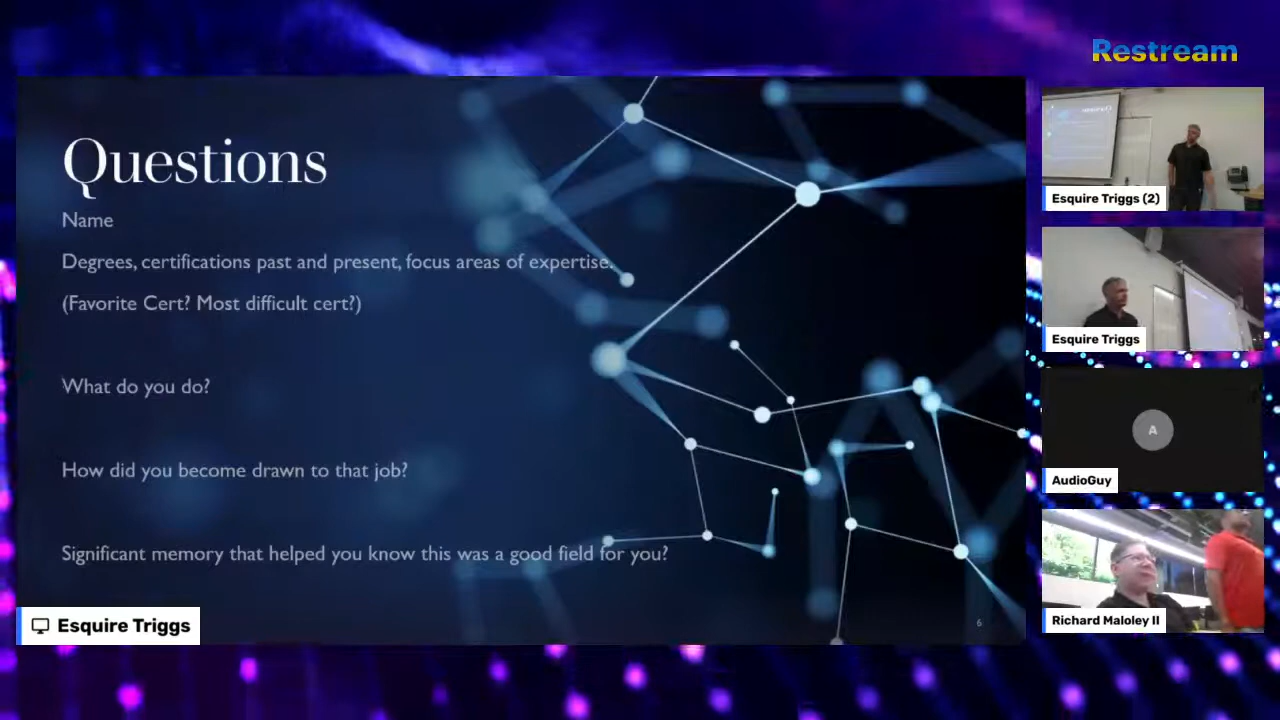 Restream
Questions
Name
Degrees, certifications past and present, focus areas of expertise.
(Favorite Cert? Most difficult cert?)
What do you do?
How did you become drawn to that job?
Significant memory that helped you know this was a good field for you?
6
Esquire Triggs
Esquire Triggs (2)
Esquire Triggs
A
AudioGuy
Richard Maloley II